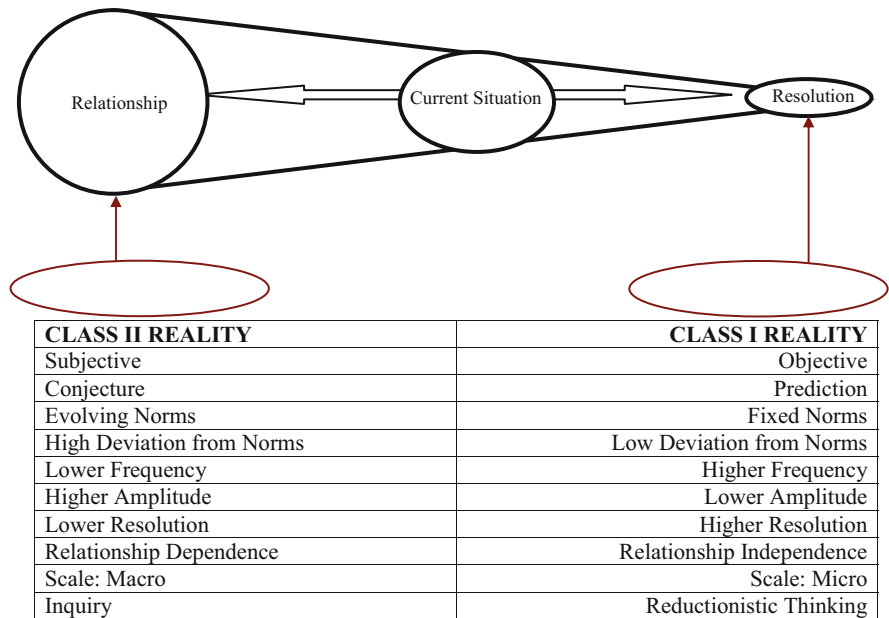 Relationship
Current Situation
Resolution
CLASS II REALITY CLASS I REALITY
Subjective Objective
Conjecture Prediction
Evolving Norms Fixed Norms
High Deviation from Norms Low Deviation from Norms
Lower Frequency Higher Frequency
Higher Amplitude Lower Amplitude
Lower Resolution Higher Resolution
Relationship Dependence Relationship Independence
Scale: Macro Scale: Micro
Inquiry Reductionistic Thinking